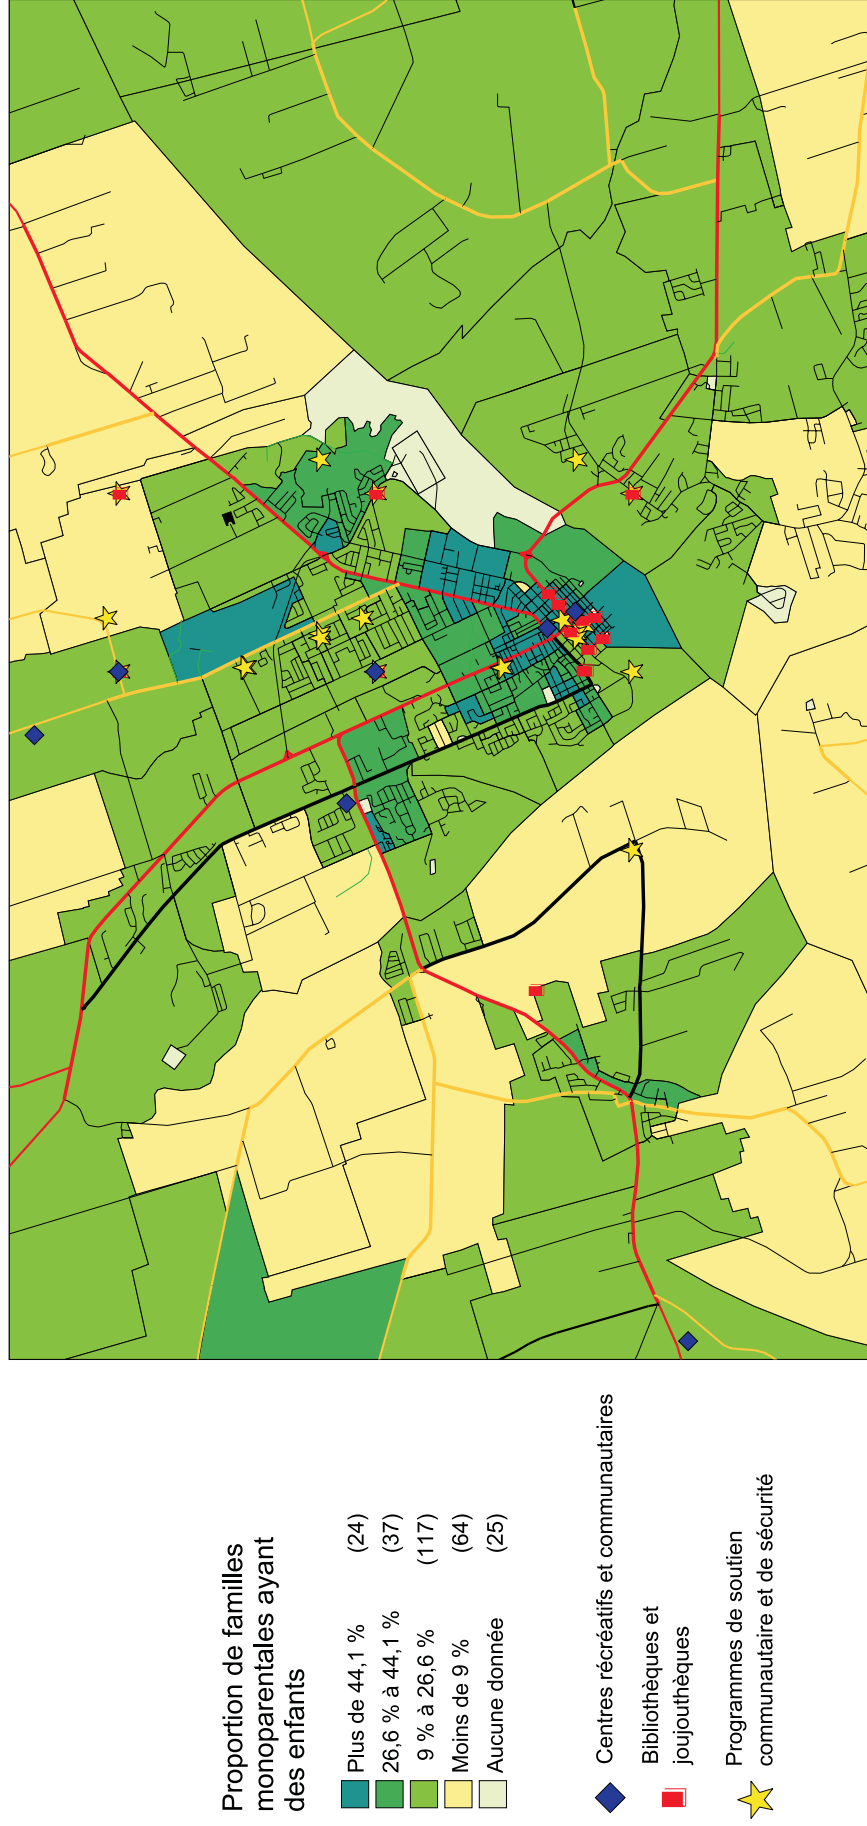 Proportion de familles
monoparentales ayant
des enfants
Plus de 44,1 % (24)
26,6 % à 44,1 % (37)
9 % à 26,6 % (117)
Moins de 9 % (64)
Aucune donnée (25)
Centres récréatifs et communautaires
Bibliothèques et
joujouthèques
Programmes de soutien
communautaire et de sécurité